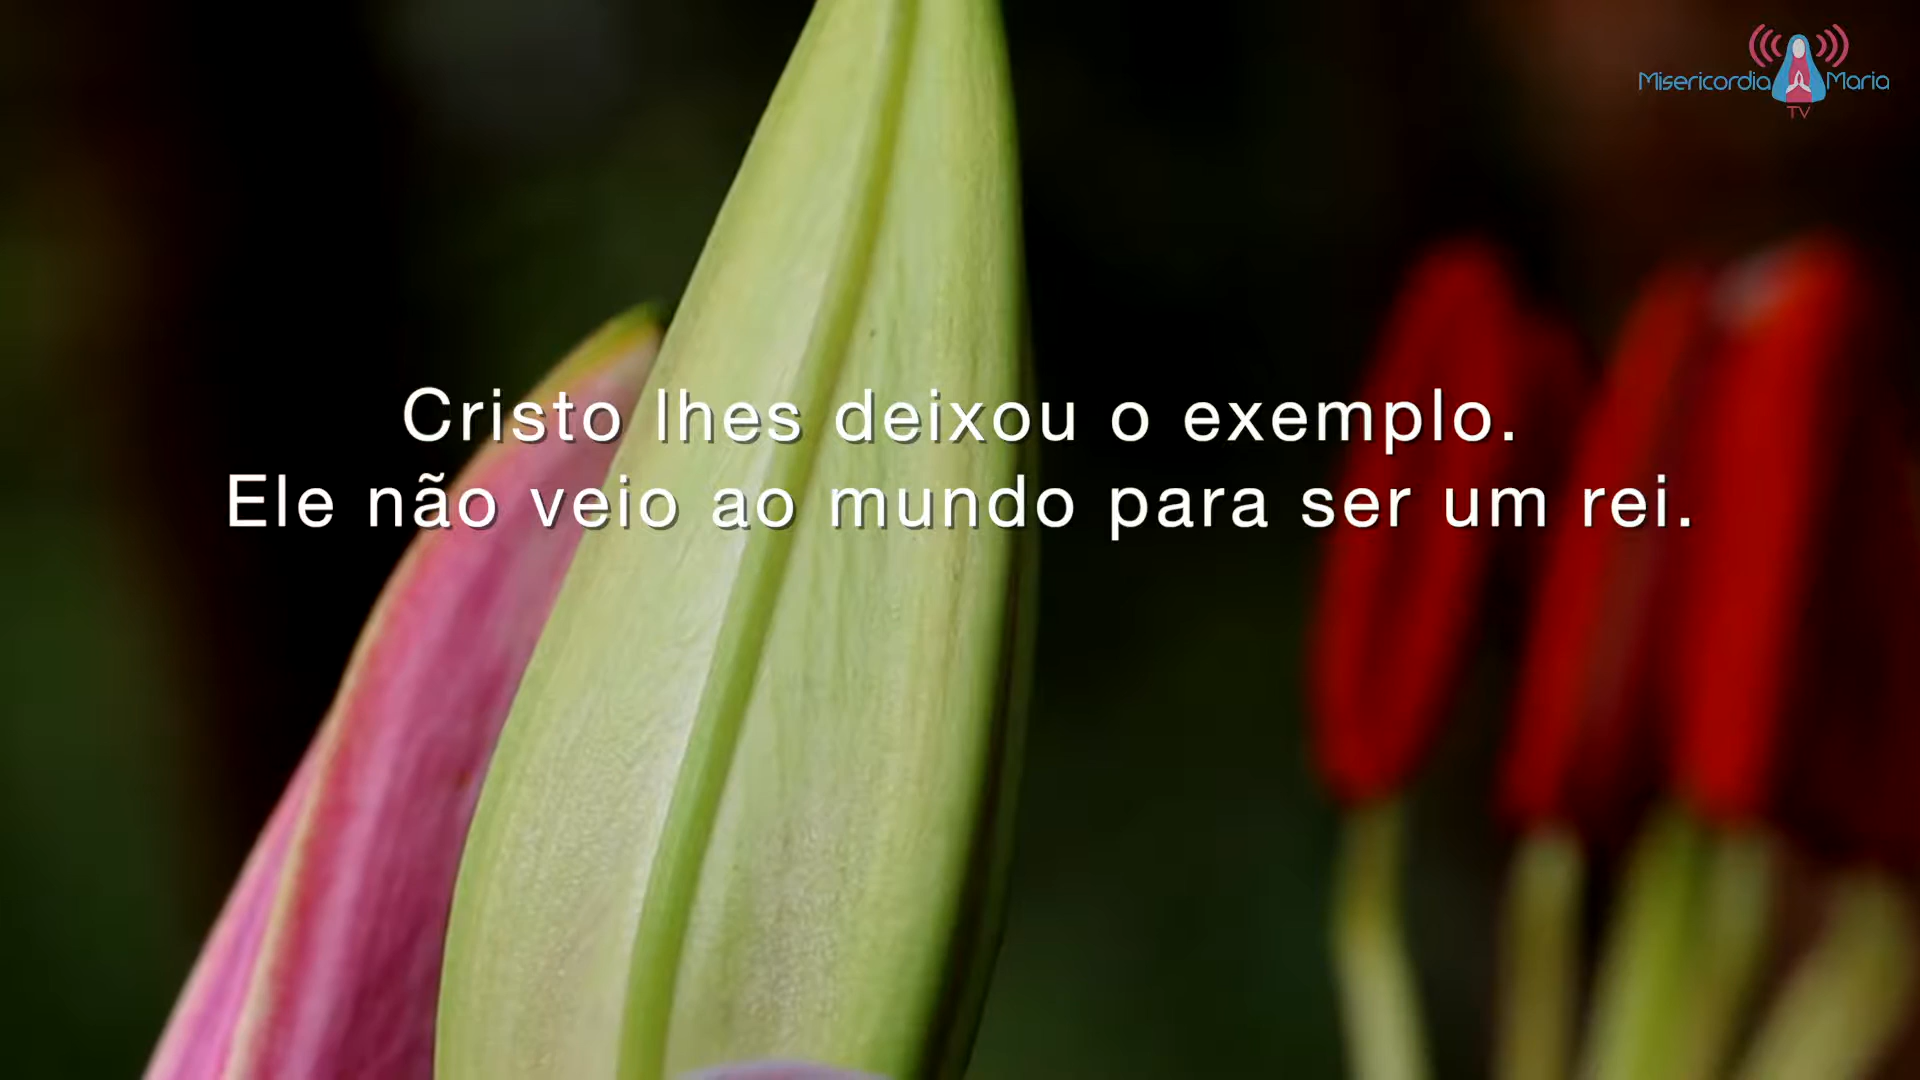 Misericordia Maria
TV
Cristo lhes deixou o exemplo.
Ele não veio ao mundo para ser um rei.